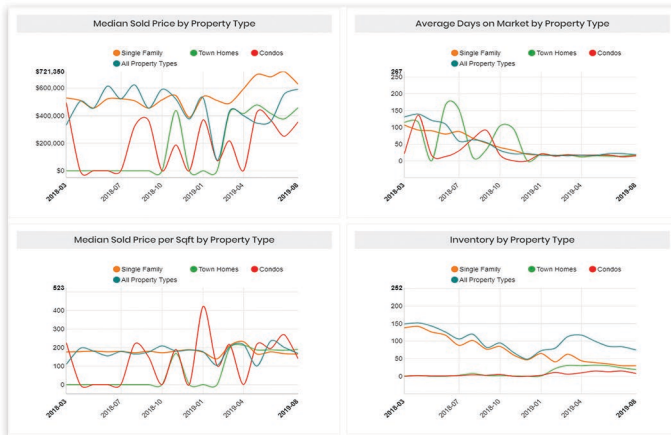 Median Sold Price by Property Type
Single Family Town Homes Condos
All Property Types
$721,350
$600,000
$400,000
$200,000
$0
2018-03 2018-07 2018-10 2019-01 2019-04 2019-08
Average Days on Market by Property Type
Single Family Town Homes Condos
All Property Types
267
250
200
150
100
50
0
2018-03 2018-07 2018-10 2019-01 2019-04 2019-08
Median Sold Price per Sqft by Property Type
Single Family Town Homes Condos
All Property Types
523
400
300
200
100
0
2018-03 2018-07 2018-10 2019-01 2019-04 2019-08
Inventory by Property Type
Single Family Town Homes Condos
All Property Types
252
200
150
100
50
0
2018-03 2018-07 2018-10 2019-01 2019-04 2019-08